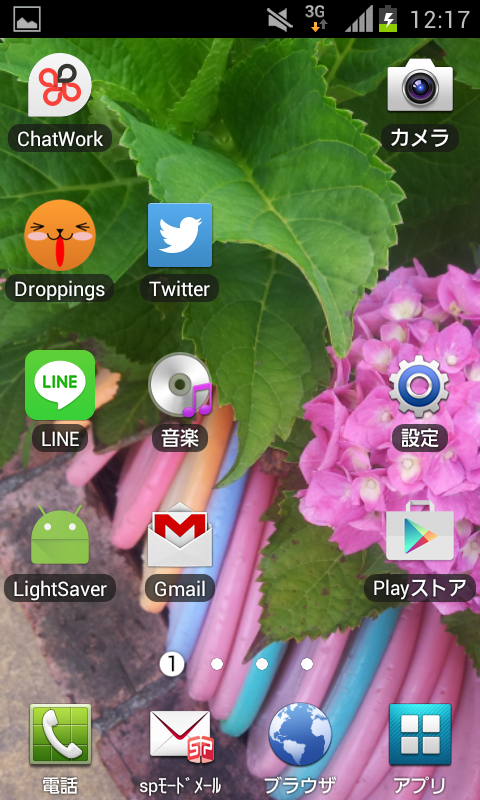 3G 12:17
ChatWork
カメラ
Droppings
Twitter
LINE
LINE
音楽
設定
LightSaver
Gmail
Playストア
1
電話
spﾓｰﾄﾞﾒｰﾙ
ブラウザ
アプリ